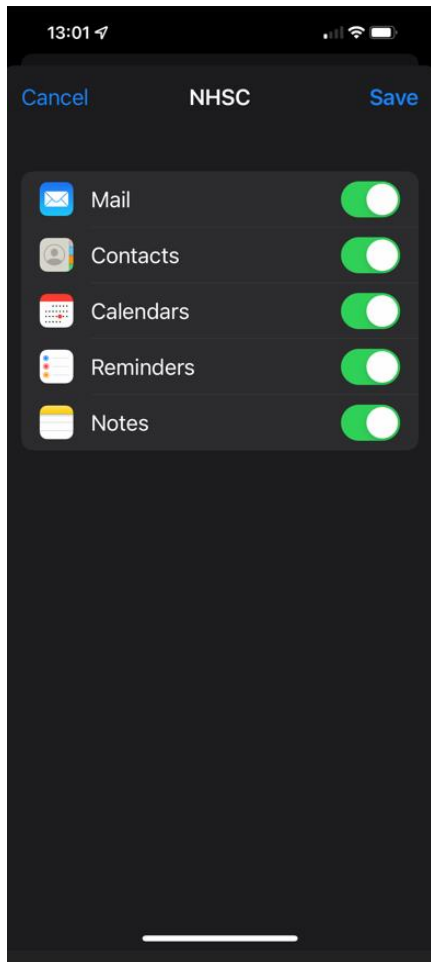 13:01
Cancel NHSC Save
Mail
Contacts
Calendars
Reminders
Notes